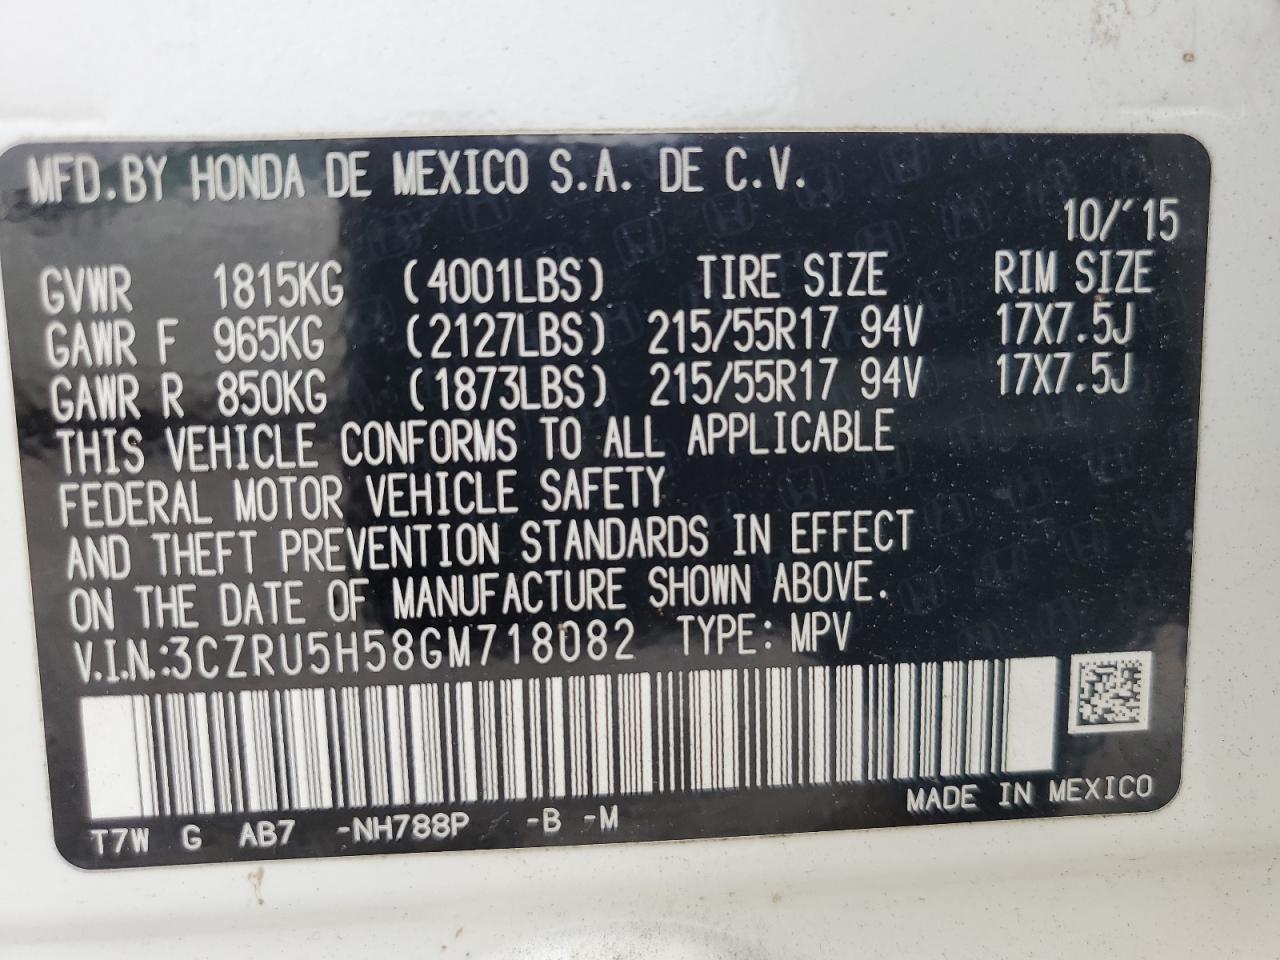 MFD.BY HONDA DE MEXICO S.A. DE C.V.
10/'15
GVWR 1815KG (4001LBS) TIRE SIZE RIM SIZE
GAWR F 965KG (2127LBS) 215/55R17 94V 17X7.5J
GAWR R 850KG (1873LBS) 215/55R17 94V 17X7.5J
THIS VEHICLE CONFORMS TO ALL APPLICABLE
FEDERAL MOTOR VEHICLE SAFETY
AND THEFT PREVENTION STANDARDS IN EFFECT
ON THE DATE OF MANUFACTURE SHOWN ABOVE.
V.I.N.:3CZRU5H58GM718082 TYPE: MPV
MADE IN MEXICO
T7W G AB7 -NH788P -B -M